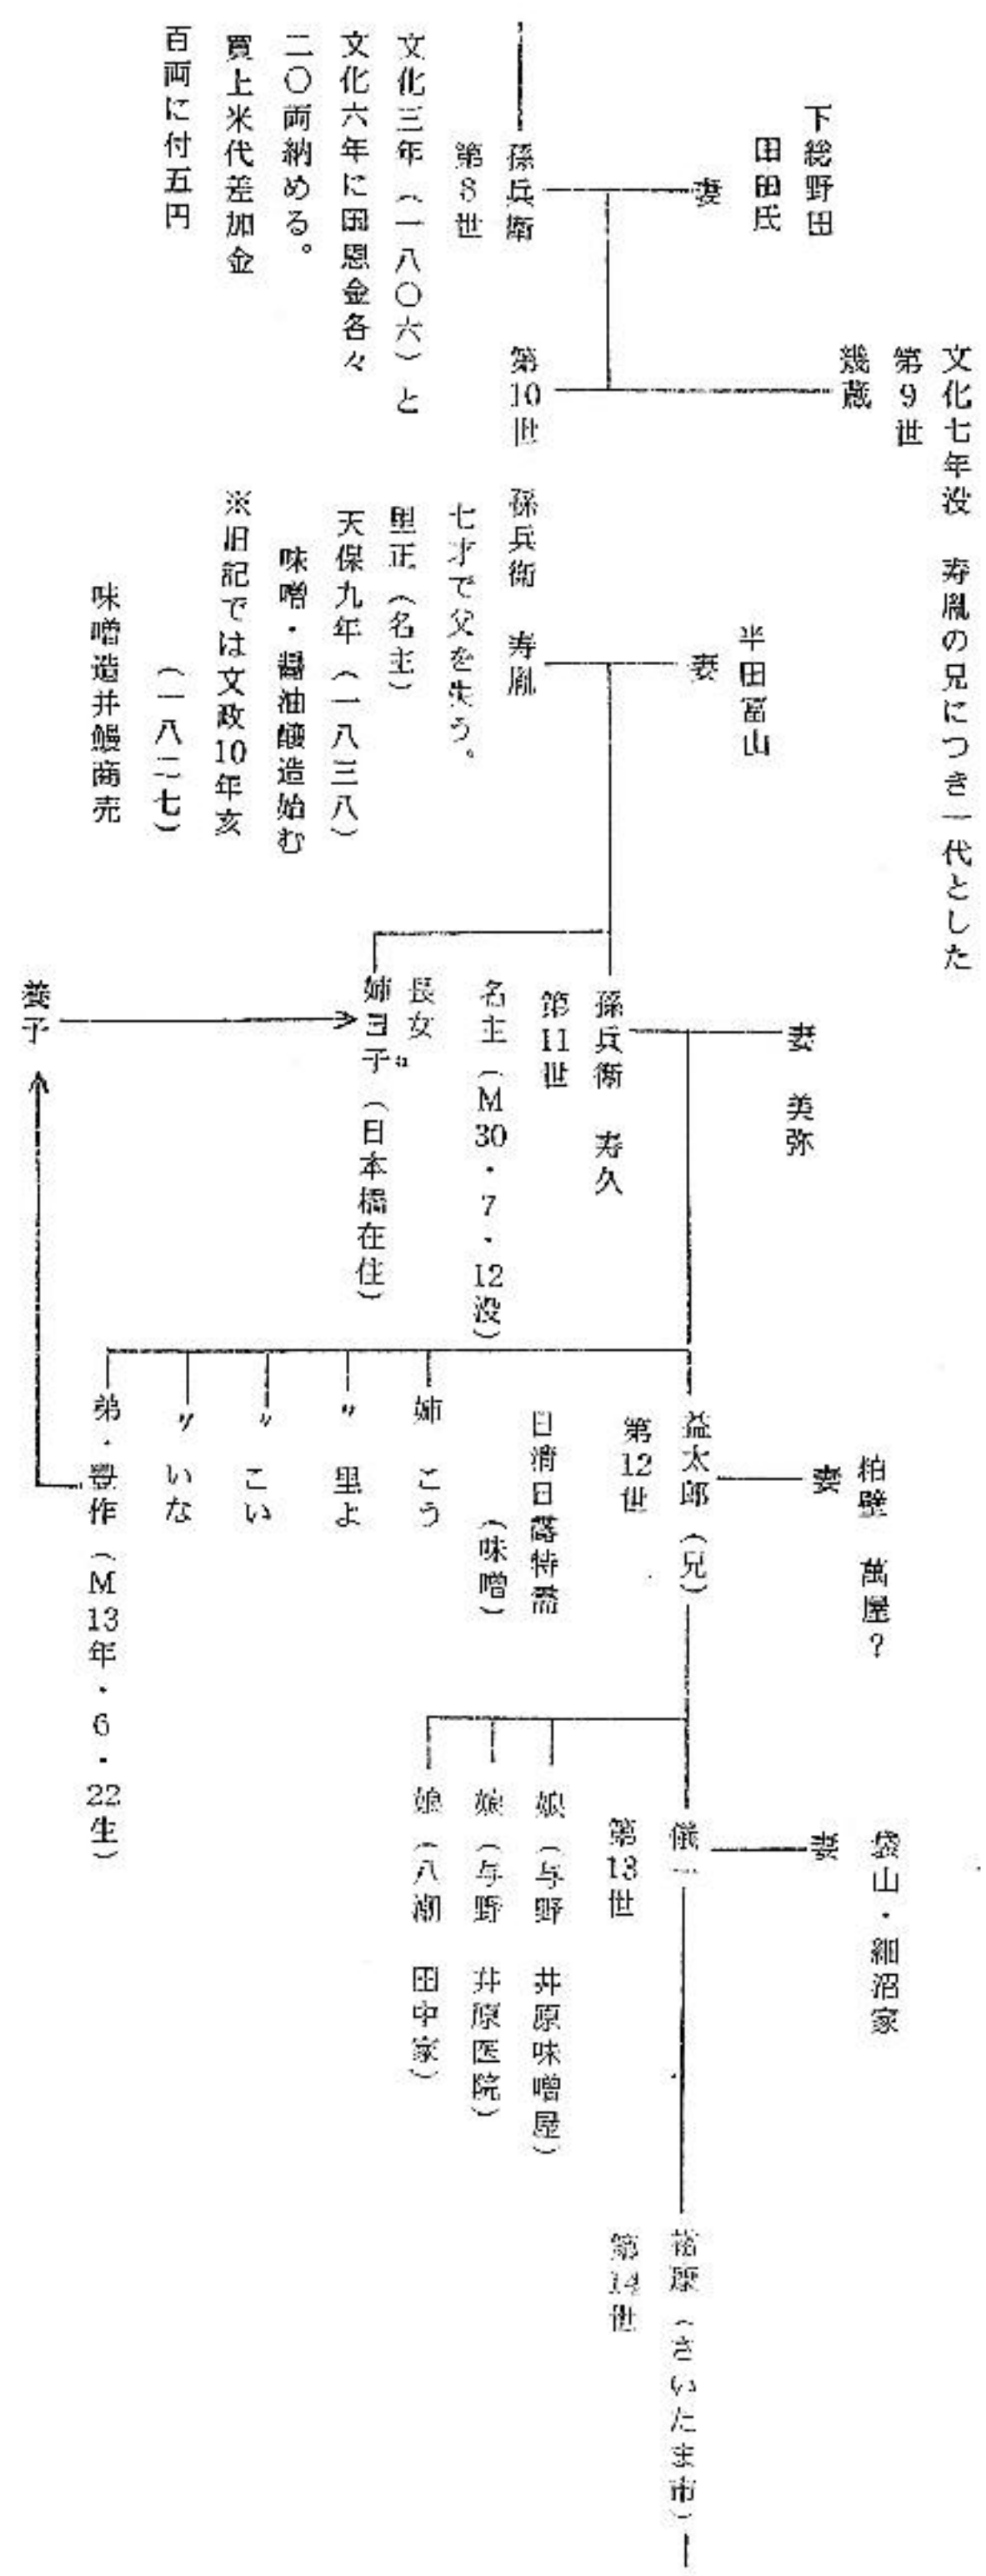 下総野田
田田氏
妻
孫兵衛
第8世
文化三年(一八〇六)と
文化六年に国恩金各々
二〇両納める。
買上米代差加金
百両に付五円
文化七年没 寿胤の兄につき一代とした
第9世
幾蔵
第10世 孫兵衛 寿胤
七才で父を失う。
里正(名主)
天保九年(一八三八)
味噌・醤油醸造始む
※旧記では文政10年亥
(一八二七)
味噌造并鰻商売
平田冨山
妻
妻 美弥
孫兵衛 寿久
第11世
名主(M30・7・12没)
長女
姉ヨ子(日本橋在住)
養子
粕壁 萬屋?
妻
益太郎(兄)
第12世
日清日露特需
(味噌)
姉 こう
〃 里よ
〃 こい
〃 いな
弟・豊作(M13年・6・22生)
袋山・細沼家
妻
儀一
第13世
娘(与野 井原味噌屋)
娘(与野 井原医院)
娘(八潮 田中家)
(さいたま市)
第14世